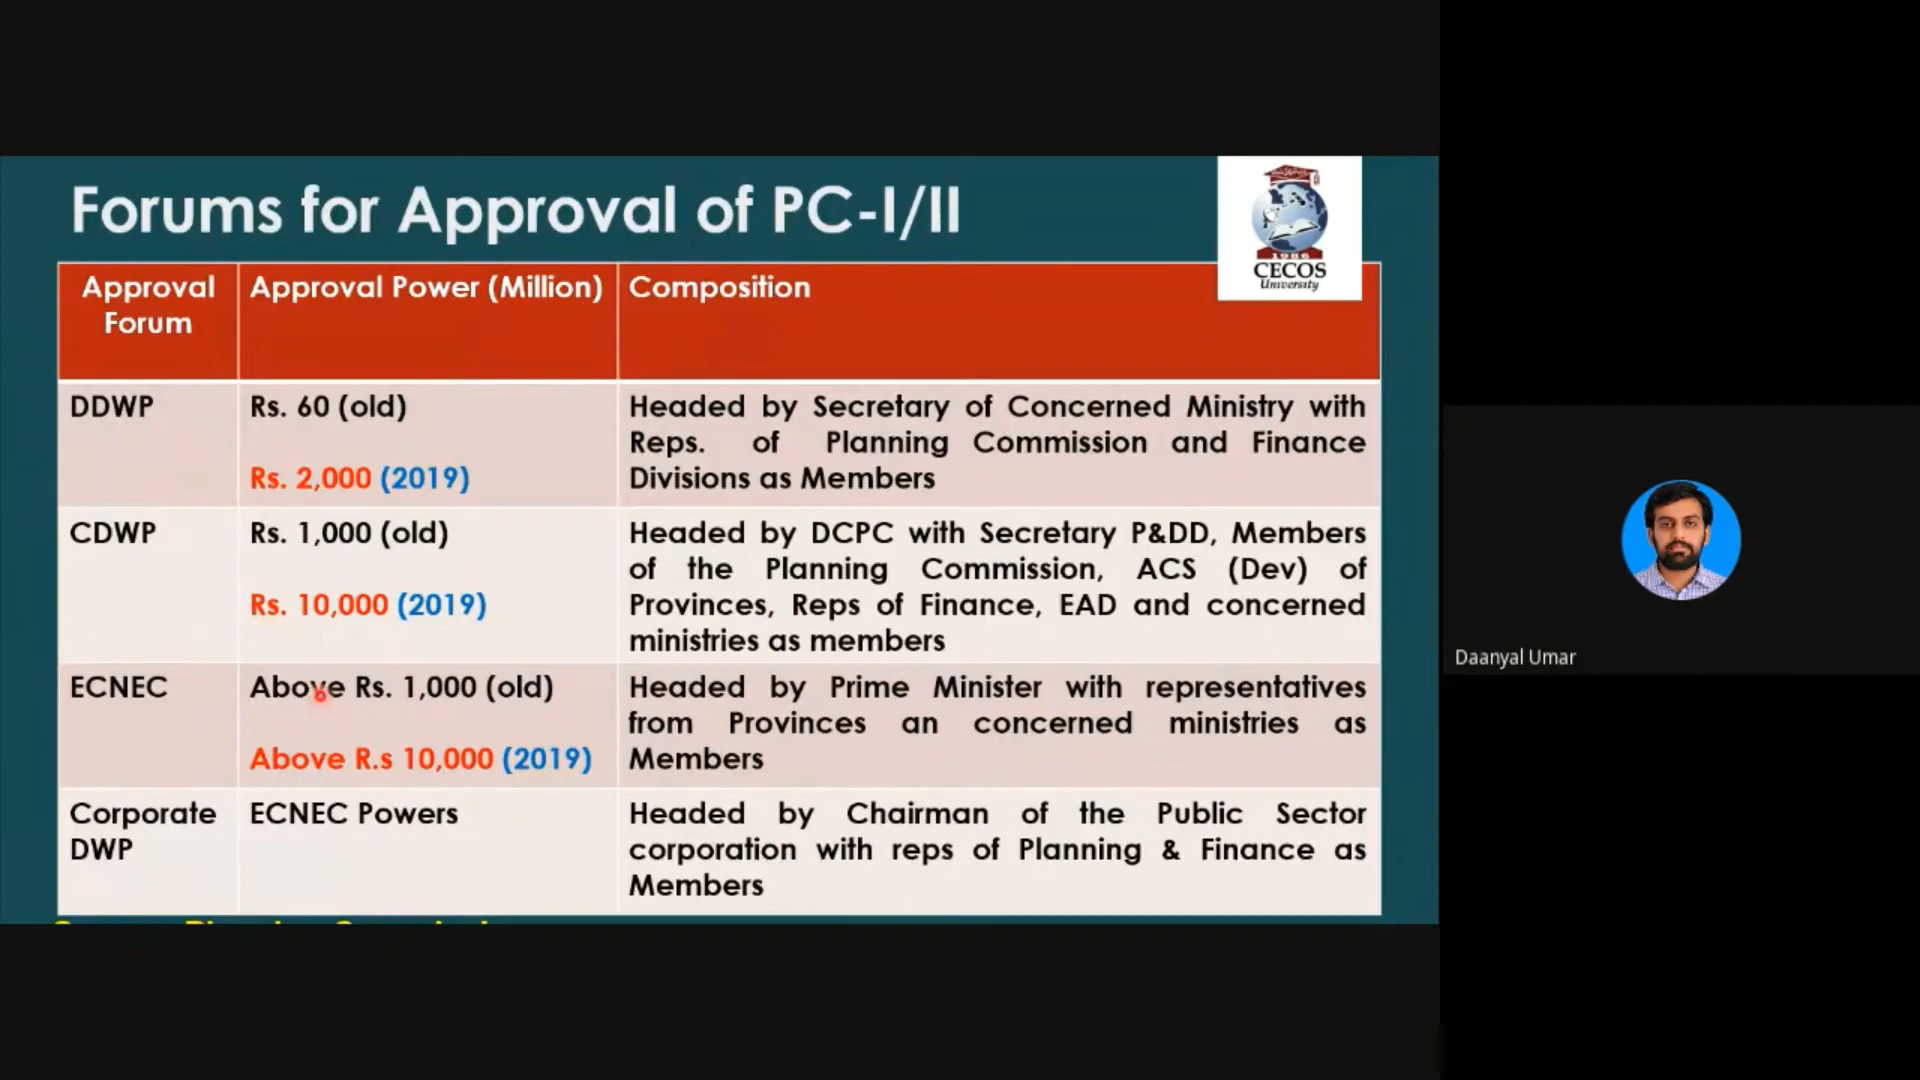 Forums for Approval of PC-I/II
1986
CECOS
University
Approval Forum
Approval Power (Million)
Composition
DDWP
Rs. 60 (old)
Rs. 2,000 (2019)
Headed by Secretary of Concerned Ministry with
Reps. of Planning Commission and Finance
Divisions as Members
CDWP
Rs. 1,000 (old)
Rs. 10,000 (2019)
Headed by DCPC with Secretary P&DD, Members
of the Planning Commission, ACS (Dev) of
Provinces, Reps of Finance, EAD and concerned
ministries as members
ECNEC
Above Rs. 1,000 (old)
Above R.s 10,000 (2019)
Headed by Prime Minister with representatives
from Provinces an concerned ministries as
Members
Corporate
DWP
ECNEC Powers
Headed by Chairman of the Public Sector
corporation with reps of Planning & Finance as
Members
Daanyal Umar